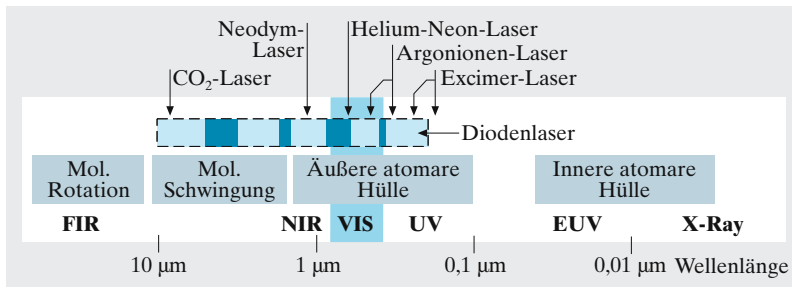 Neodym-
Laser
Helium-Neon-Laser
Argonionen-Laser
CO₂-Laser
Excimer-Laser
Diodenlaser
Mol.
Rotation
Mol.
Schwingung
Äußere atomare
Hülle
Innere atomare
Hülle
FIR NIR VIS UV EUV X-Ray
10 µm 1 µm 0,1 µm 0,01 µm Wellenlänge